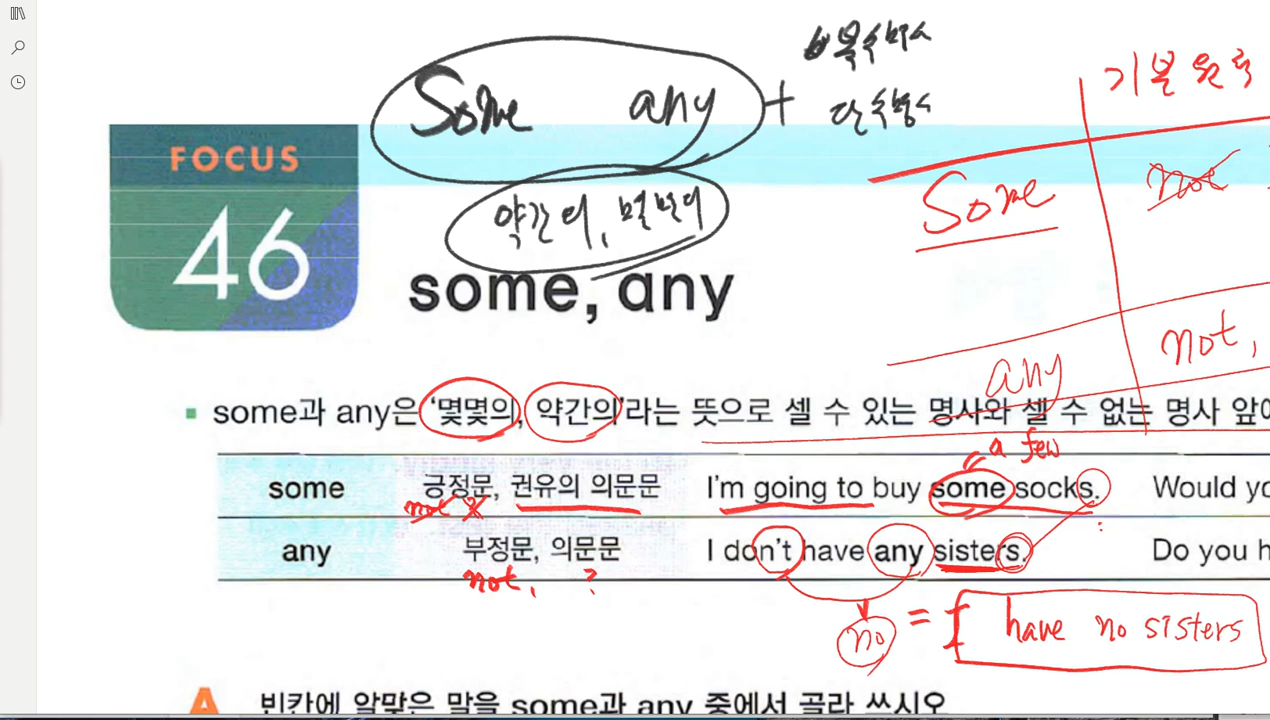 Some any +
복수명사
단수명사
기본 원칙
FOCUS
46
약간의, 몇몇의
some, any
Some
not
any
not,
some과 any은 '몇몇의, 약간의'라는 뜻으로 셀 수 있는 명사와 셀 수 없는 명사 앞에
a few
some 긍정문, 권유의 의문문 I'm going to buy some socks. Would yo
not X
any 부정문, 의문문 I don't have any sisters. Do you h
not, ?
no = I have no sisters
A 빈칸에 알맞은 말을 some과 any 중에서 골라 쓰시오